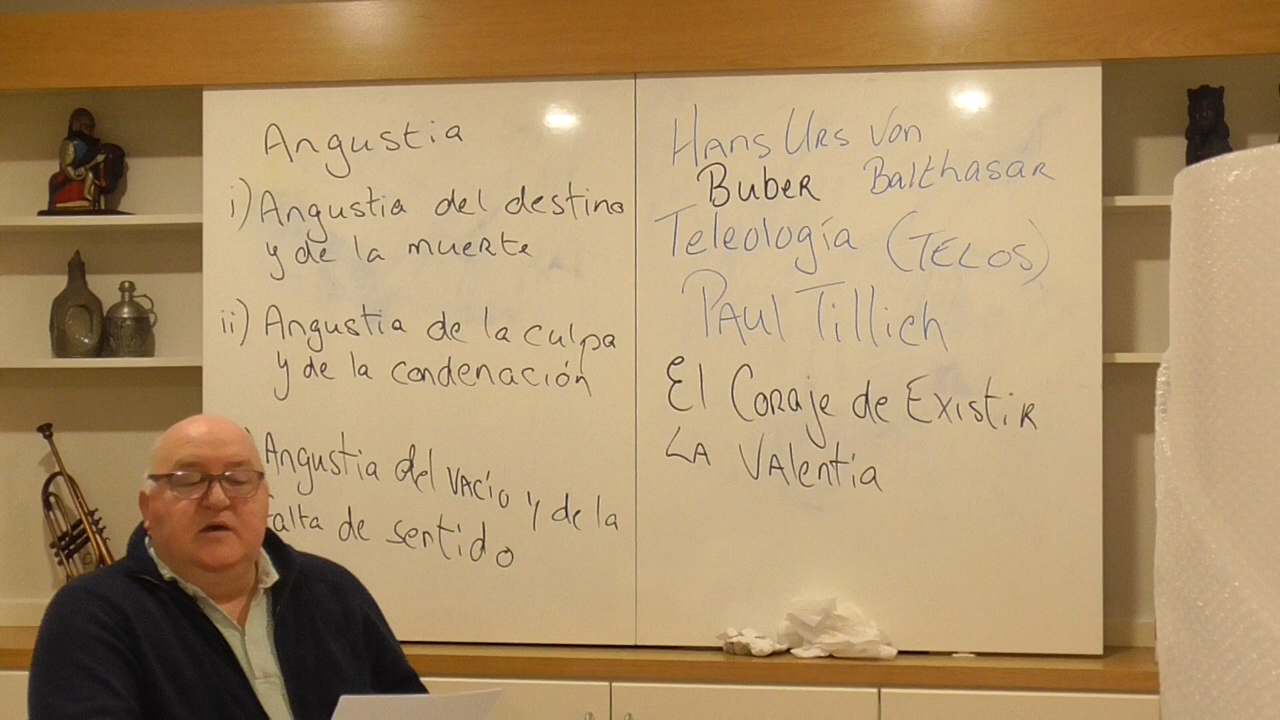 Angustia
i) Angustia del destino
y de la muerte
ii) Angustia de la culpa
y de la condenación
) Angustia del vacío y de la
falta de sentido
Hans Urs von
Buber Balthasar
Teleología (TELOS)
Paul Tillich
El Coraje de Existir
La Valentía